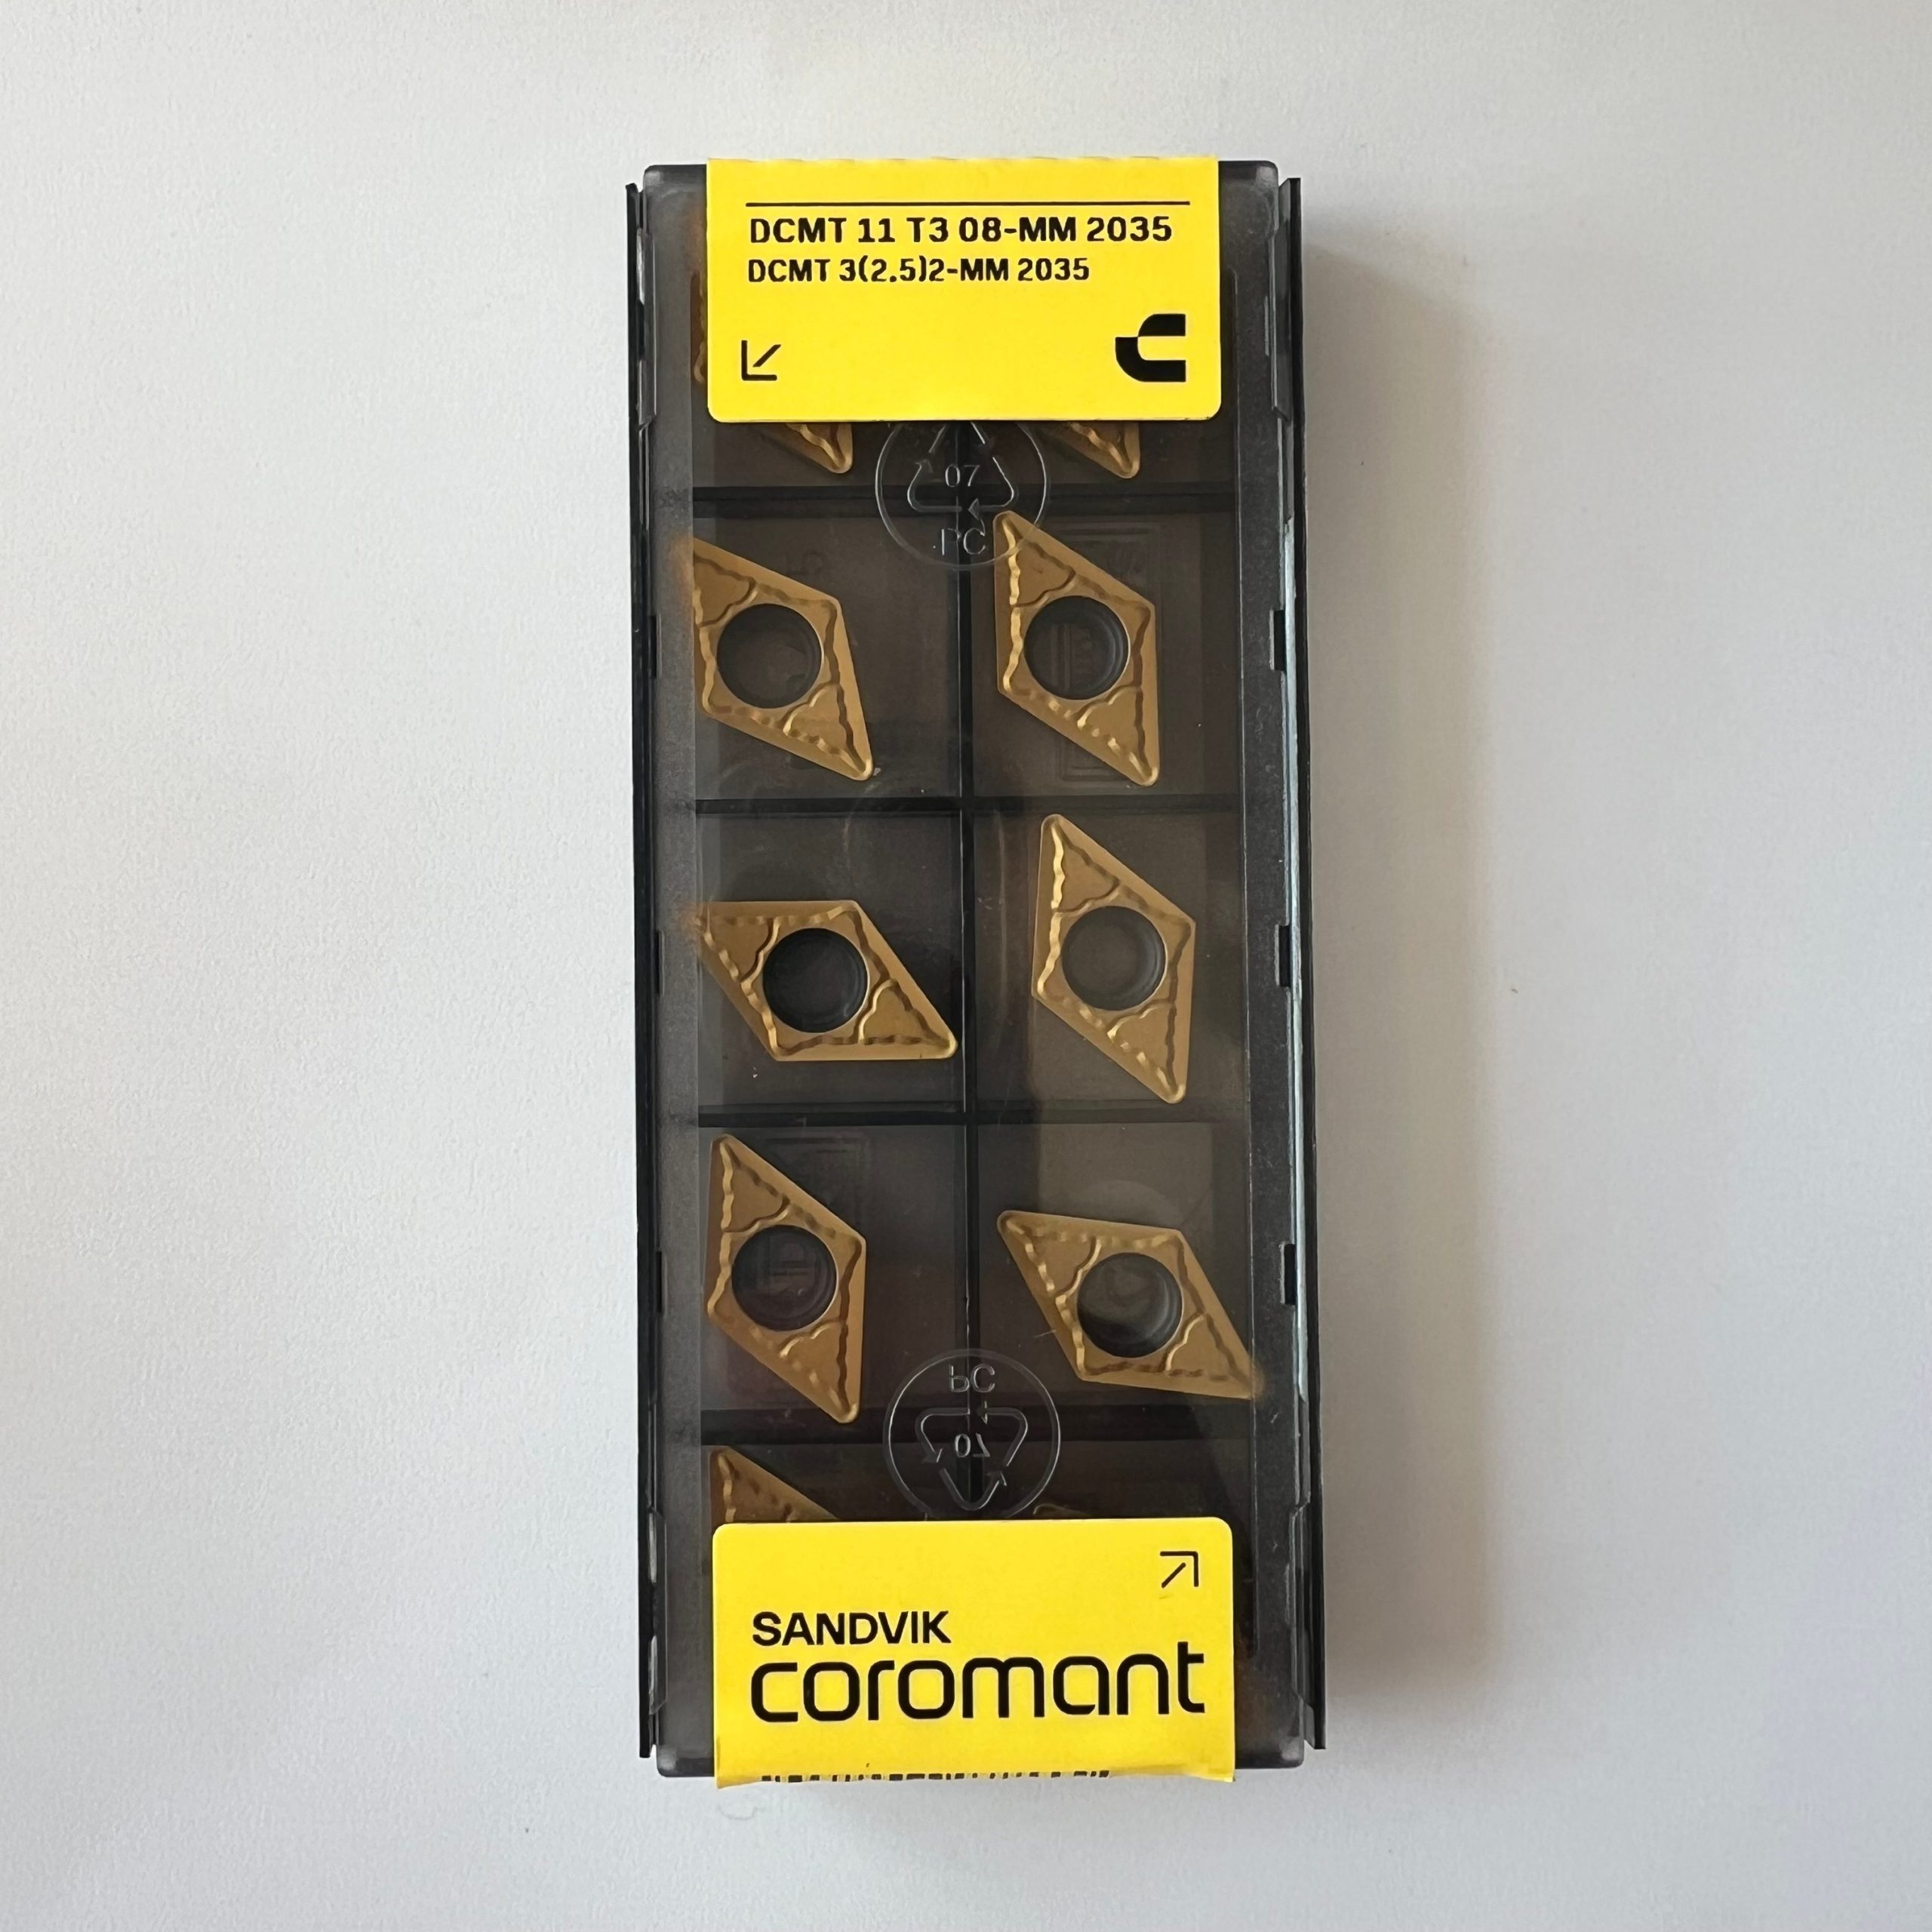 DCMT 11 T3 08-MM 2035
DCMT 3(2.5)2-MM 2035
07
PC
PC
07
SANDVIK
coromant